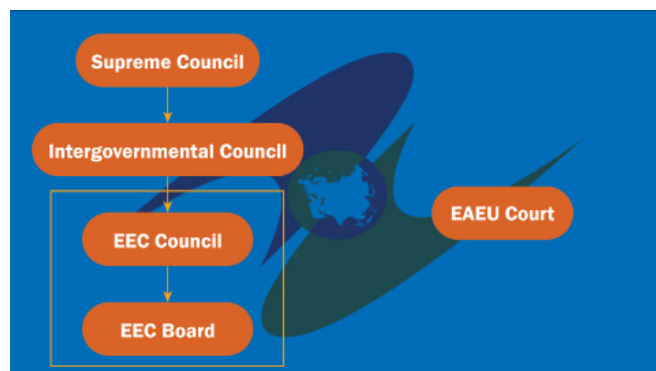 Supreme Council
Intergovernmental Council
EEC Council
EAEU Court
EEC Board